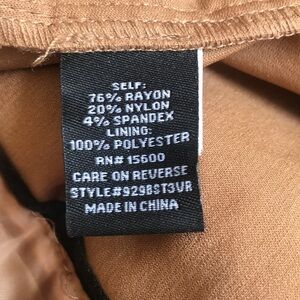 SELF:
76% RAYON
20% NYLON
4% SPANDEX
LINING:
100% POLYESTER
RN# 15600
CARE ON REVERSE
STYLE#9298ST3VR
MADE IN CHINA